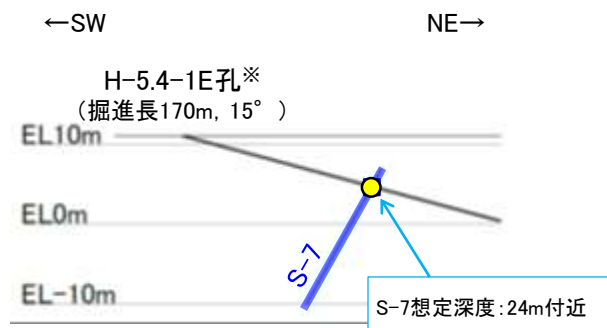 ←SW
NE→
H-5.4-1E孔※
（掘進長170m, 15°）
EL10m
EL0m
S-7
EL-10m
S-7想定深度:24m付近